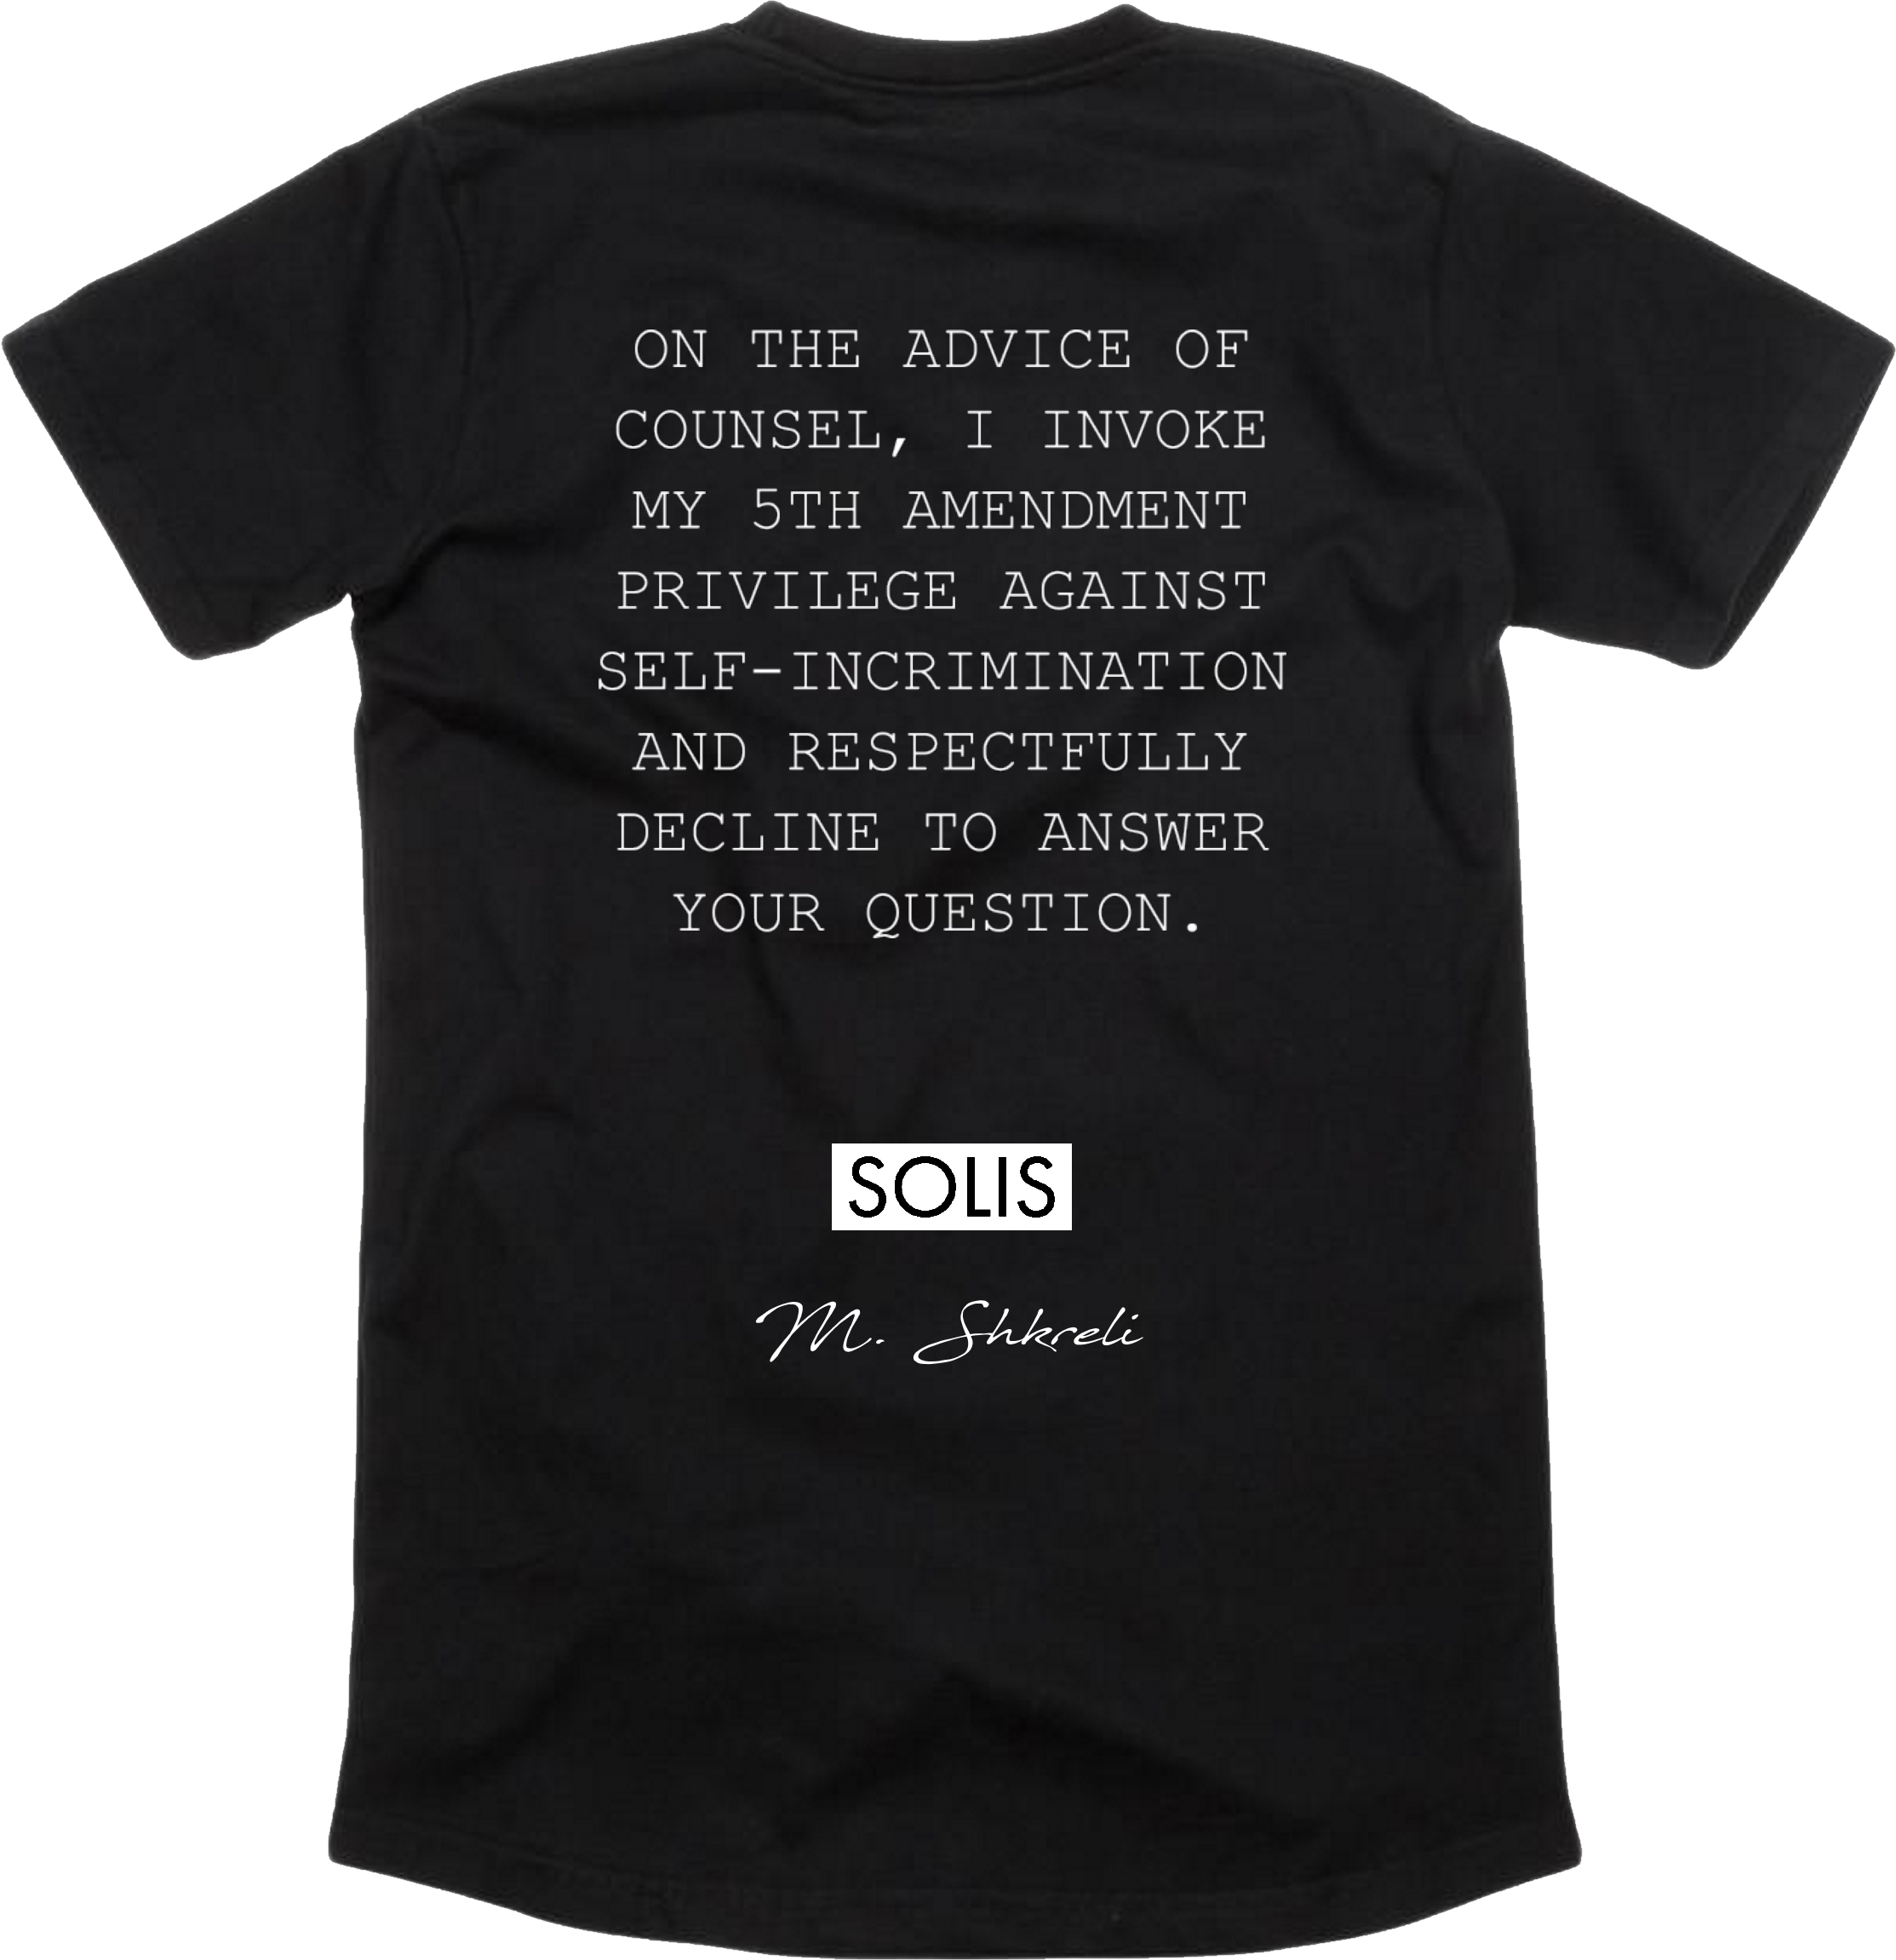 ON THE ADVICE OF
COUNSEL, I INVOKE
MY 5TH AMENDMENT
PRIVILEGE AGAINST
SELF-INCRIMINATION
AND RESPECTFULLY
DECLINE TO ANSWER
YOUR QUESTION.
SOLIS
M. Shkreli